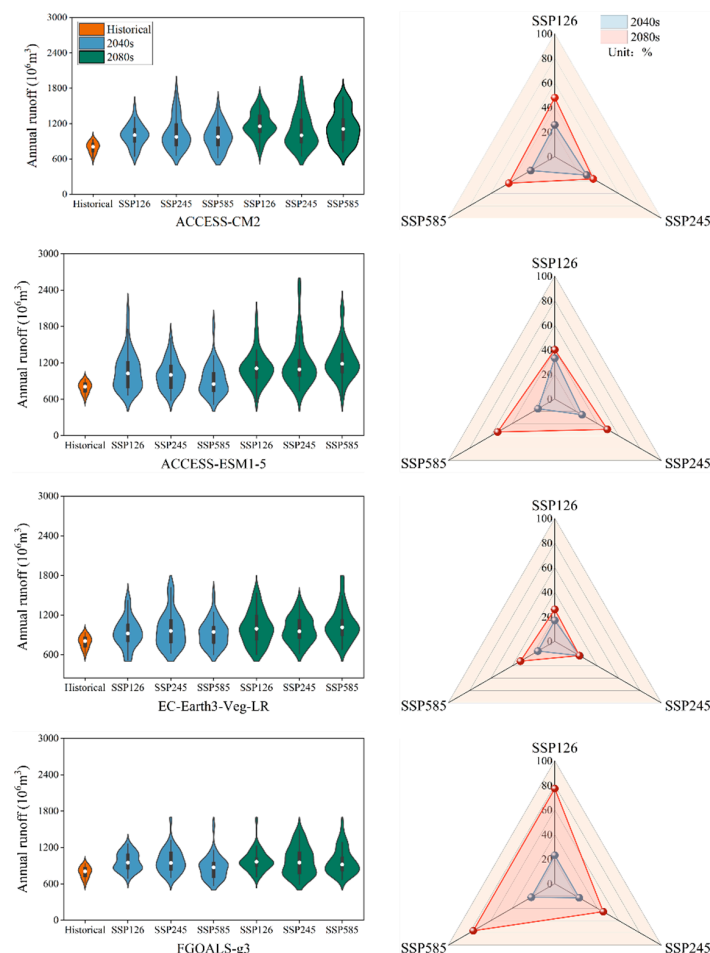 3000
2400
1800
1200
600
0
Annual runoff (10⁶m³)
Historical
2040s
2080s
Historical SSP126 SSP245 SSP585 SSP126 SSP245 SSP585
ACCESS-CM2
SSP126
2040s
2080s
Unit: %
100
80
60
40
20
0
SSP585
SSP245
3000
2400
1800
1200
600
0
Annual runoff (10⁶m³)
Historical SSP126 SSP245 SSP585 SSP126 SSP245 SSP585
ACCESS-ESM1-5
SSP126
100
80
60
40
20
0
SSP585
SSP245
3000
2400
1800
1200
600
Annual runoff (10⁶m³)
Historical SSP126 SSP245 SSP585 SSP126 SSP245 SSP585
EC-Earth3-Veg-LR
SSP126
100
80
60
40
20
0
SSP585
SSP245
3000
2400
1800
1200
600
0
Annual runoff (10⁶m³)
Historical SSP126 SSP245 SSP585 SSP126 SSP245 SSP585
FGOALS-g3
SSP126
100
80
60
40
20
0
SSP585
SSP245